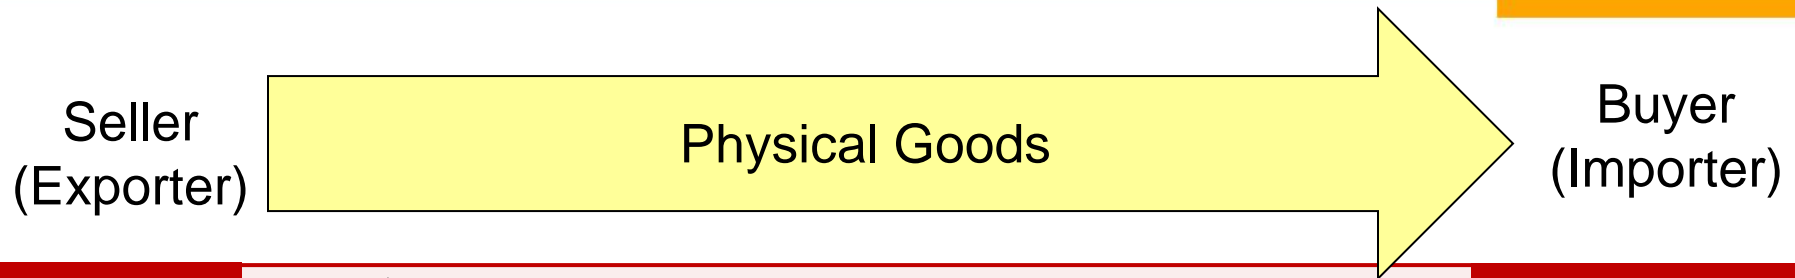 Seller
(Exporter)
Physical Goods
Buyer
(Importer)